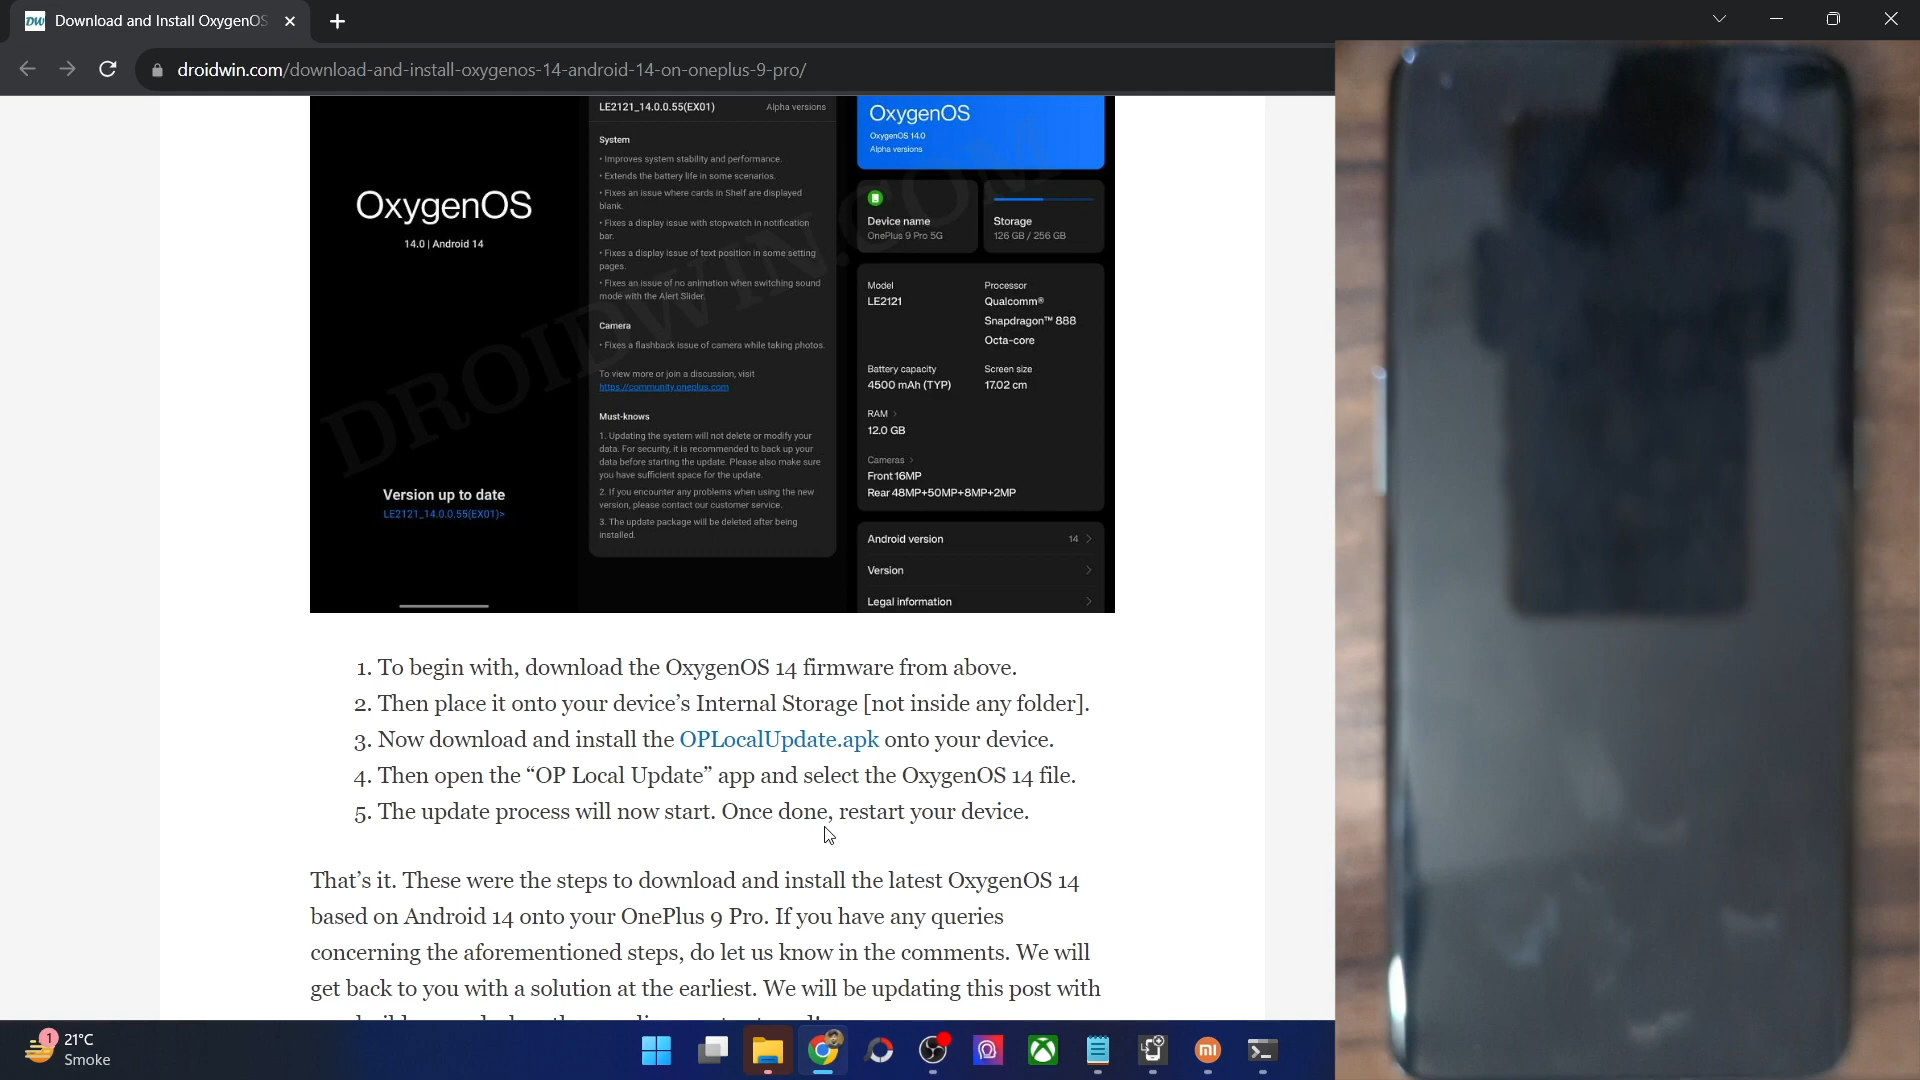 DW Download and Install OxygenOS
droidwin.com/download-and-install-oxygenos-14-android-14-on-oneplus-9-pro/
OxygenOS
14.0 | Android 14
Version up to date
LE2121_14.0.0.55(EX01)>
LE2121_14.0.0.55(EX01) Alpha versions
System
• Improves system stability and performance.
• Extends the battery life in some scenarios.
• Fixes an issue where cards in Shelf are displayed
blank.
• Fixes a display issue with stopwatch in notification
bar.
• Fixes a display issue of text position in some setting
pages.
• Fixes an issue of no animation when switching sound
mode with the Alert Slider.
Camera
• Fixes a flashback issue of camera while taking photos.
To view more or join a discussion, visit
https://community.oneplus.com
Must-knows
1. Updating the system will not delete or modify your
data. For security, it is recommended to back up your
data before starting the update. Please also make sure
you have sufficient space for the update.
2. If you encounter any problems when using the new
version, please contact our customer service.
3. The update package will be deleted after being
installed.
OxygenOS
OxygenOS 14.0
Alpha versions
Device name
OnePlus 9 Pro 5G
Storage
126 GB / 256 GB
Model
LE2121
Processor
Qualcomm®
Snapdragon™ 888
Octa-core
Battery capacity
4500 mAh (TYP)
Screen size
17.02 cm
RAM >
12.0 GB
Cameras >
Front 16MP
Rear 48MP+50MP+8MP+2MP
Android version 14 >
Version >
Legal information >
DROIDWIN.COM
1. To begin with, download the OxygenOS 14 firmware from above.
2. Then place it onto your device’s Internal Storage [not inside any folder].
3. Now download and install the OPLocalUpdate.apk onto your device.
4. Then open the “OP Local Update” app and select the OxygenOS 14 file.
5. The update process will now start. Once done, restart your device.
That’s it. These were the steps to download and install the latest OxygenOS 14
based on Android 14 onto your OnePlus 9 Pro. If you have any queries
concerning the aforementioned steps, do let us know in the comments. We will
get back to you with a solution at the earliest. We will be updating this post with
1
21°C
Smoke